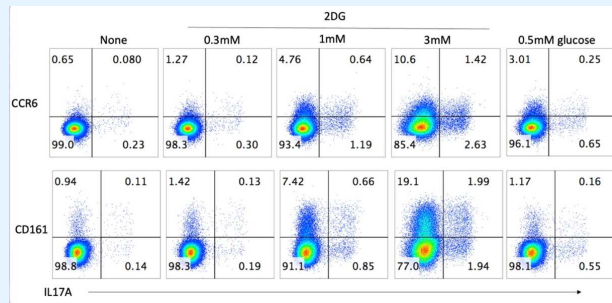 2DG
None 0.3mM 1mM 3mM 0.5mM glucose
0.65 0.080 1.27 0.12 4.76 0.64 10.6 1.42 3.01 0.25
CCR6
99.0 0.23 98.3 0.30 93.4 1.19 85.4 2.63 96.1 0.65
0.94 0.11 1.42 0.13 7.42 0.66 19.1 1.99 1.17 0.16
CD161
98.8 0.14 98.3 0.19 91.1 0.85 77.0 1.94 98.1 0.55
IL17A